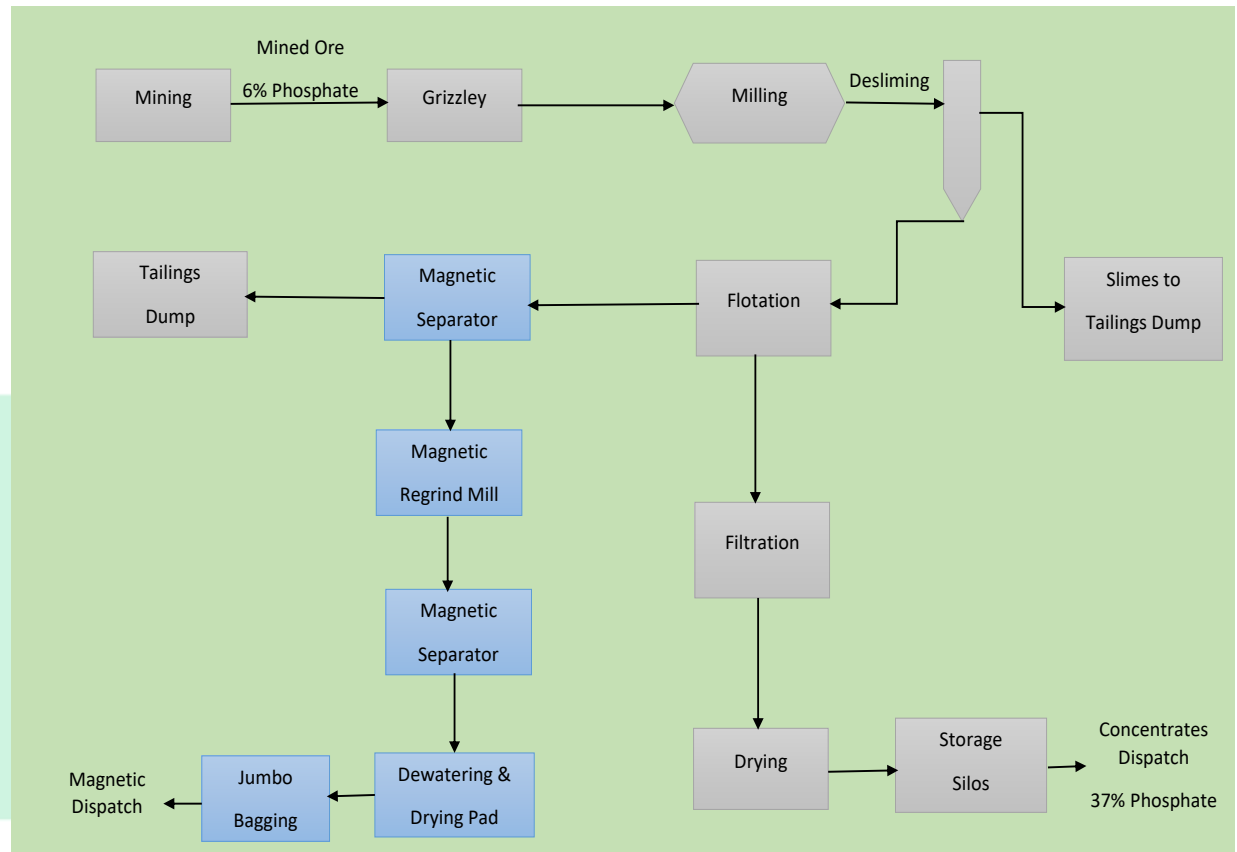 Mined Ore
6% Phosphate
Mining
Grizzley
Milling
Desliming
Tailings
Dump
Magnetic
Separator
Flotation
Slimes to
Tailings Dump
Magnetic
Regrind Mill
Filtration
Magnetic
Separator
Magnetic
Dispatch
Jumbo
Bagging
Dewatering &
Drying Pad
Drying
Storage
Silos
Concentrates
Dispatch
37% Phosphate